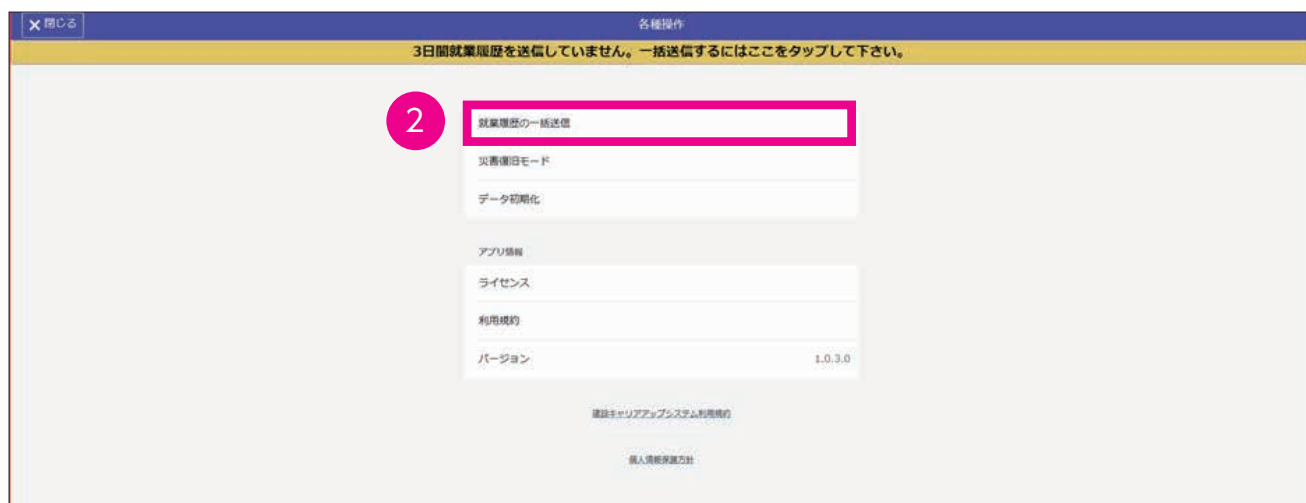 ✕ 閉じる
各種操作
3日間就業履歴を送信していません。一括送信するにはここをタップして下さい。
2
就業履歴の一括送信
災害復旧モード
データ初期化
アプリ情報
ライセンス
利用規約
バージョン 1.0.3.0
建設キャリアアップシステム利用規約
個人情報保護方針